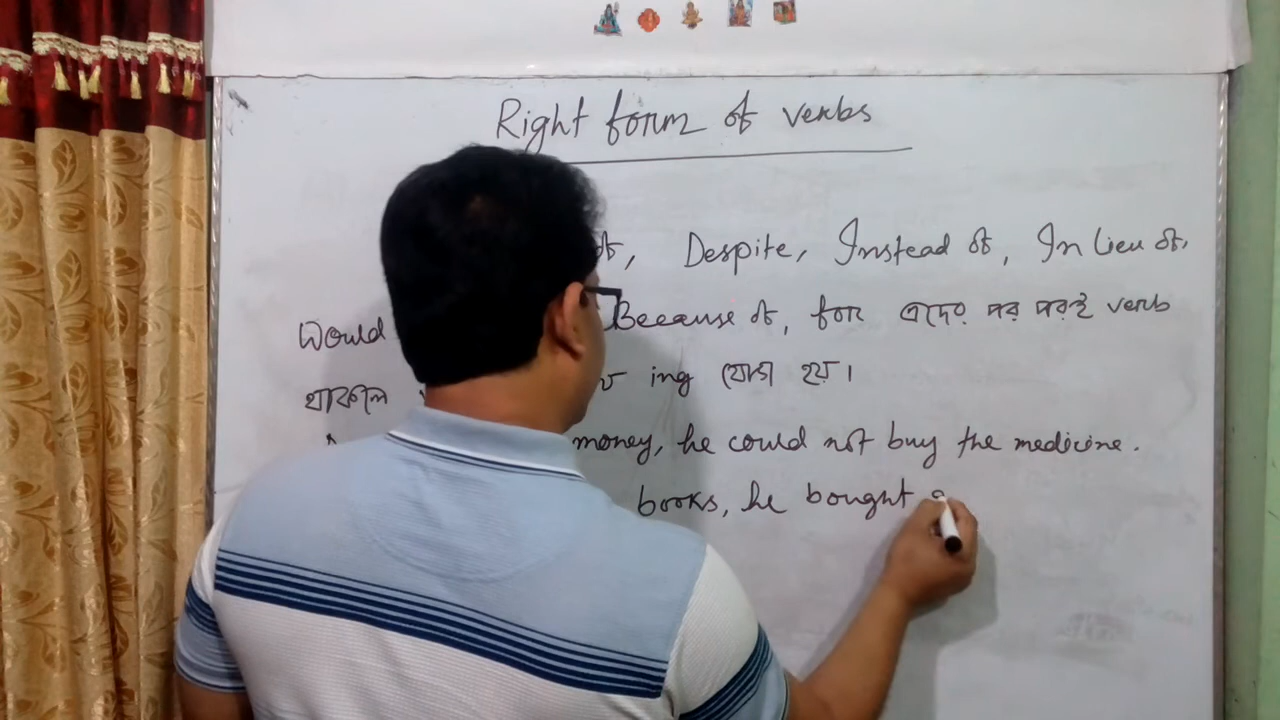 Right form of verbs
Despite, Instead of, In lieu of,
Would Because of, for এদের পর পরই verb
থাকলে ing যোগ হয়।
money, he could not buy the medicine.
books, he bought